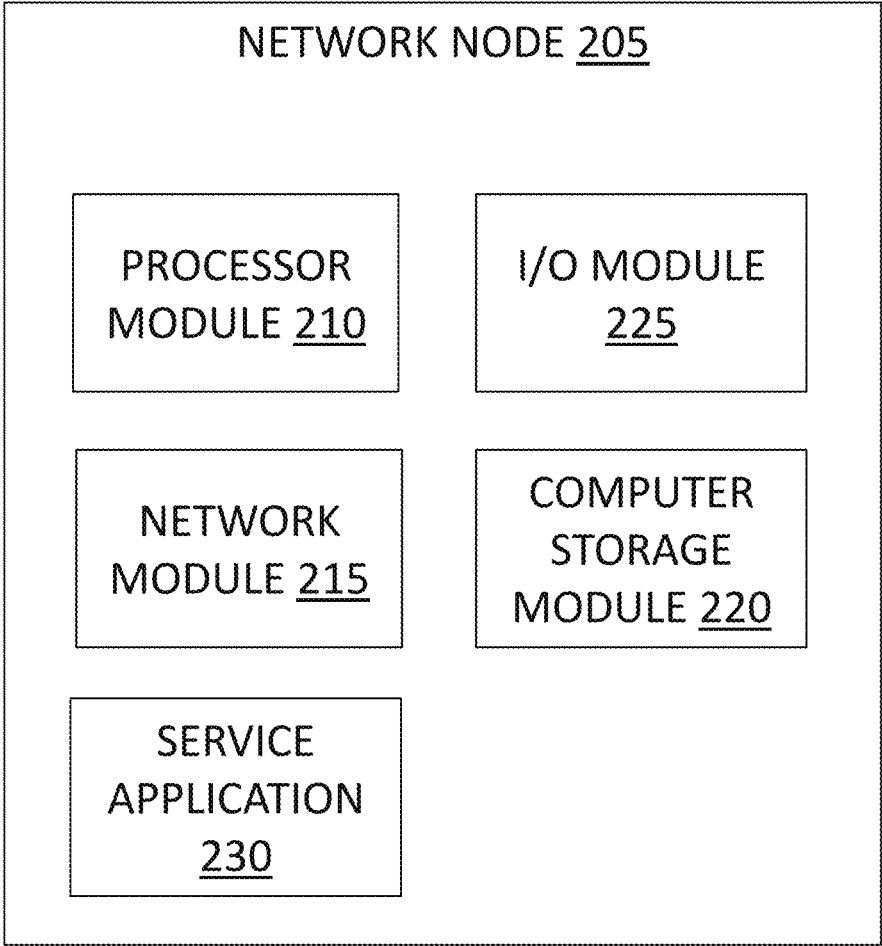 NETWORK NODE 205
PROCESSOR
MODULE 210
I/O MODULE
225
NETWORK
MODULE 215
COMPUTER
STORAGE
MODULE 220
SERVICE
APPLICATION
230